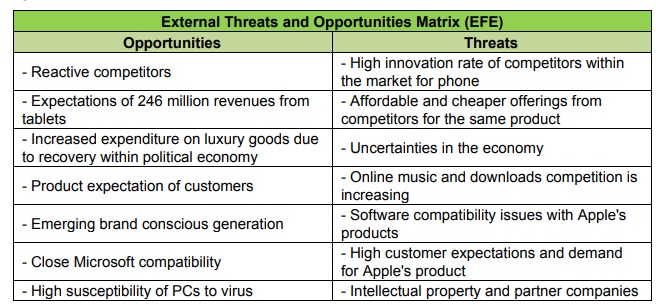 External Threats and Opportunities Matrix (EFE)
Opportunities Threats
- Reactive competitors
- High innovation rate of competitors within
the market for phone
- Expectations of 246 million revenues from
tablets
- Affordable and cheaper offerings from
competitors for the same product
- Increased expenditure on luxury goods due
to recovery within political economy
- Uncertainties in the economy
- Product expectation of customers
- Online music and downloads competition is
increasing
- Emerging brand conscious generation
- Software compatibility issues with Apple's
products
- Close Microsoft compatibility
- High customer expectations and demand
for Apple's product
- High susceptibility of PCs to virus
- Intellectual property and partner companies